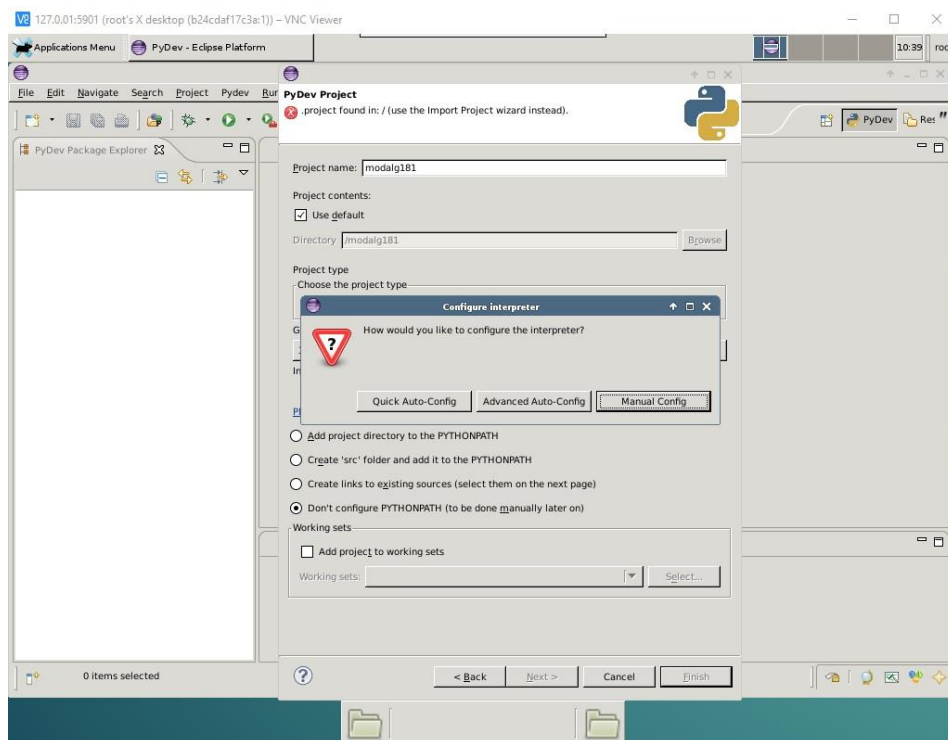 127.0.01:5901 (root's X desktop (b24cdaf17c3a:1)) – VNC Viewer
Applications Menu
PyDev - Eclipse Platform
10:39
File Edit Navigate Search Project Pydev
PyDev
PyDev Package Explorer
0 items selected
PyDev Project
.project found in: / (use the Import Project wizard instead).
Project name: modalg181
Project contents:
Use default
Directory /modalg181 Browse
Project type
Choose the project type
Configure interpreter
How would you like to configure the interpreter?
Quick Auto-Config Advanced Auto-Config Manual Config
Add project directory to the PYTHONPATH
Create 'src' folder and add it to the PYTHONPATH
Create links to existing sources (select them on the next page)
Don't configure PYTHONPATH (to be done manually later on)
Working sets
Add project to working sets
Working sets: Select...
< Back Next > Cancel Finish